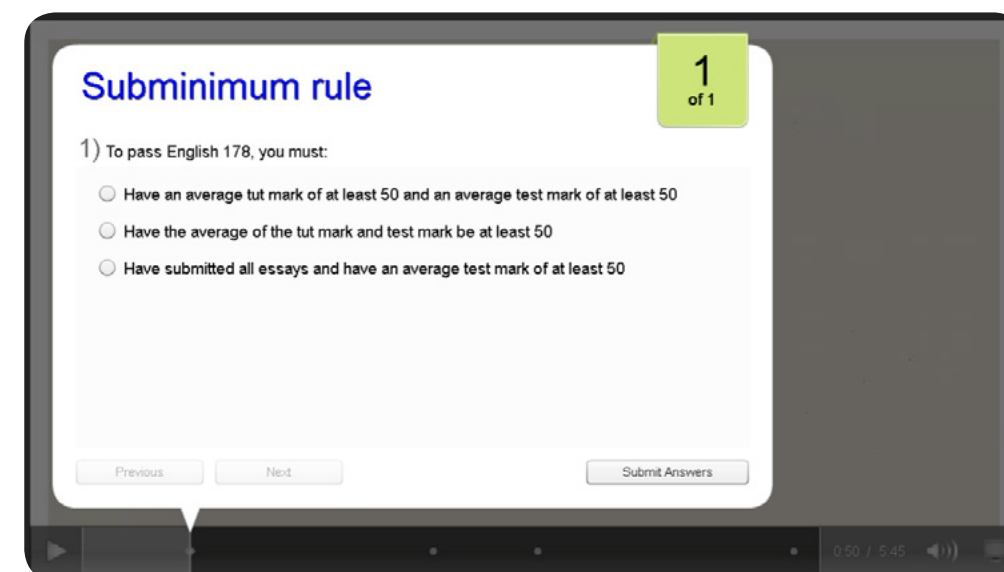 Subminimum rule
1
of 1
1) To pass English 178, you must:
Have an average tut mark of at least 50 and an average test mark of at least 50
Have the average of the tut mark and test mark be at least 50
Have submitted all essays and have an average test mark of at least 50
Previous
Next
Submit Answers
0:50 / 5:45